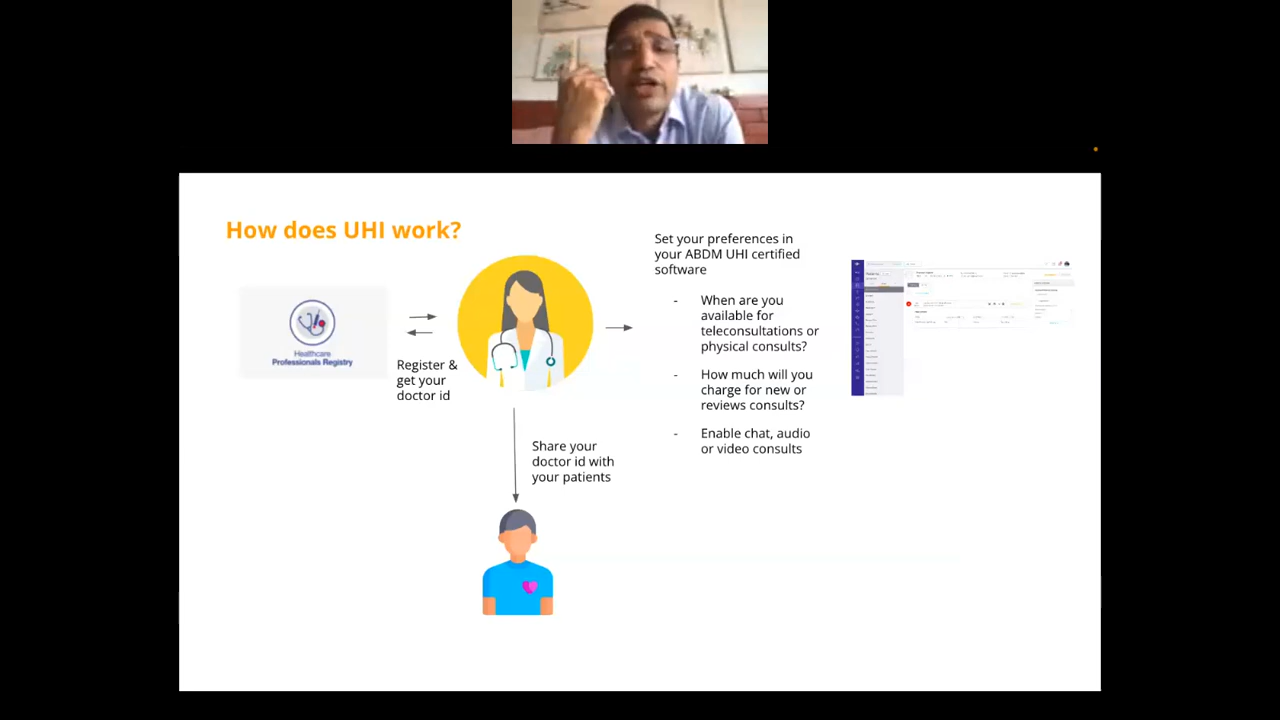 How does UHI work?
Healthcare
Professionals Registry
Register &
get your
doctor id
Share your
doctor id with
your patients
Set your preferences in
your ABDM UHI certified
software
- When are you
available for
teleconsultations or
physical consults?
- How much will you
charge for new or
reviews consults?
- Enable chat, audio
or video consults